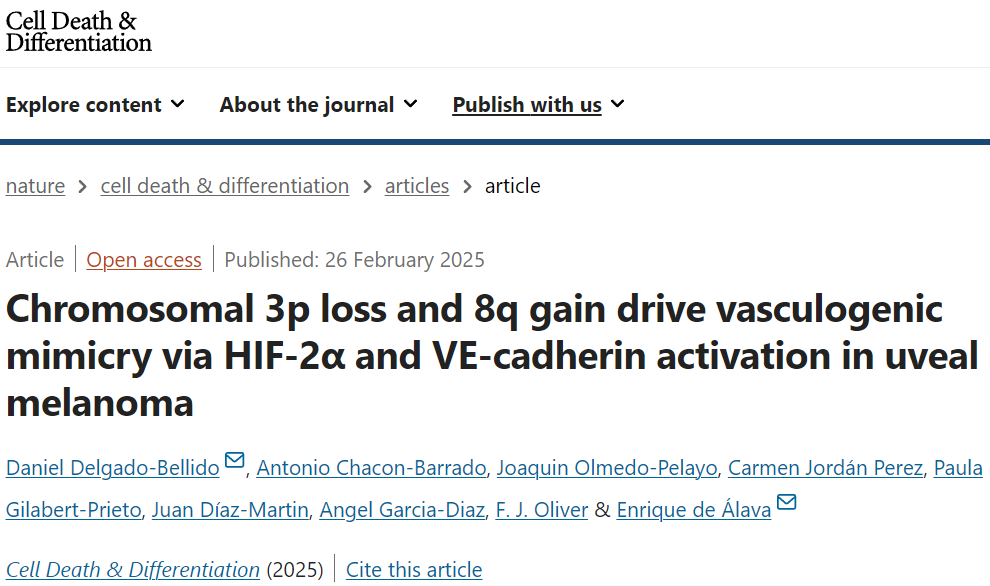 Cell Death &
Differentiation
Explore content About the journal Publish with us
nature > cell death & differentiation > articles > article
Article | Open access | Published: 26 February 2025
Chromosomal 3p loss and 8q gain drive vasculogenic
mimicry via HIF-2α and VE-cadherin activation in uveal
melanoma
Daniel Delgado-Bellido, Antonio Chacon-Barrado, Joaquin Olmedo-Pelayo, Carmen Jordán Perez, Paula
Gilabert-Prieto, Juan Díaz-Martin, Angel Garcia-Diaz, F. J. Oliver & Enrique de Álava
Cell Death & Differentiation (2025) | Cite this article